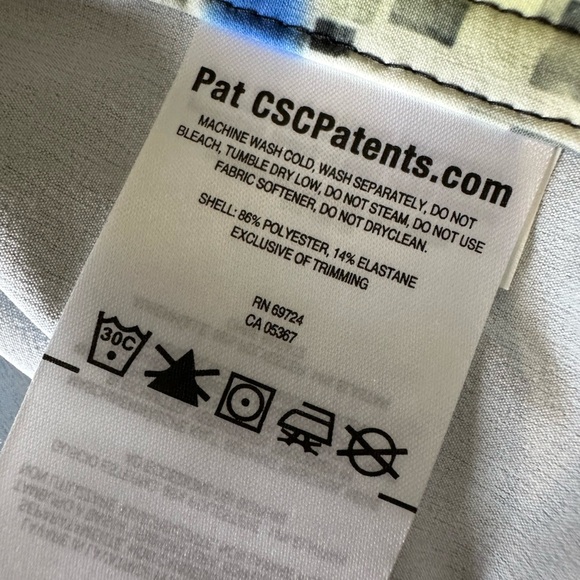 Pat CSCPatents.com
MACHINE WASH COLD, WASH SEPARATELY, DO NOT
BLEACH, TUMBLE DRY LOW, DO NOT STEAM, DO NOT USE
FABRIC SOFTENER, DO NOT DRYCLEAN.
SHELL: 86% POLYESTER, 14% ELASTANE
EXCLUSIVE OF TRIMMING
RN 69724
CA 05367
30C